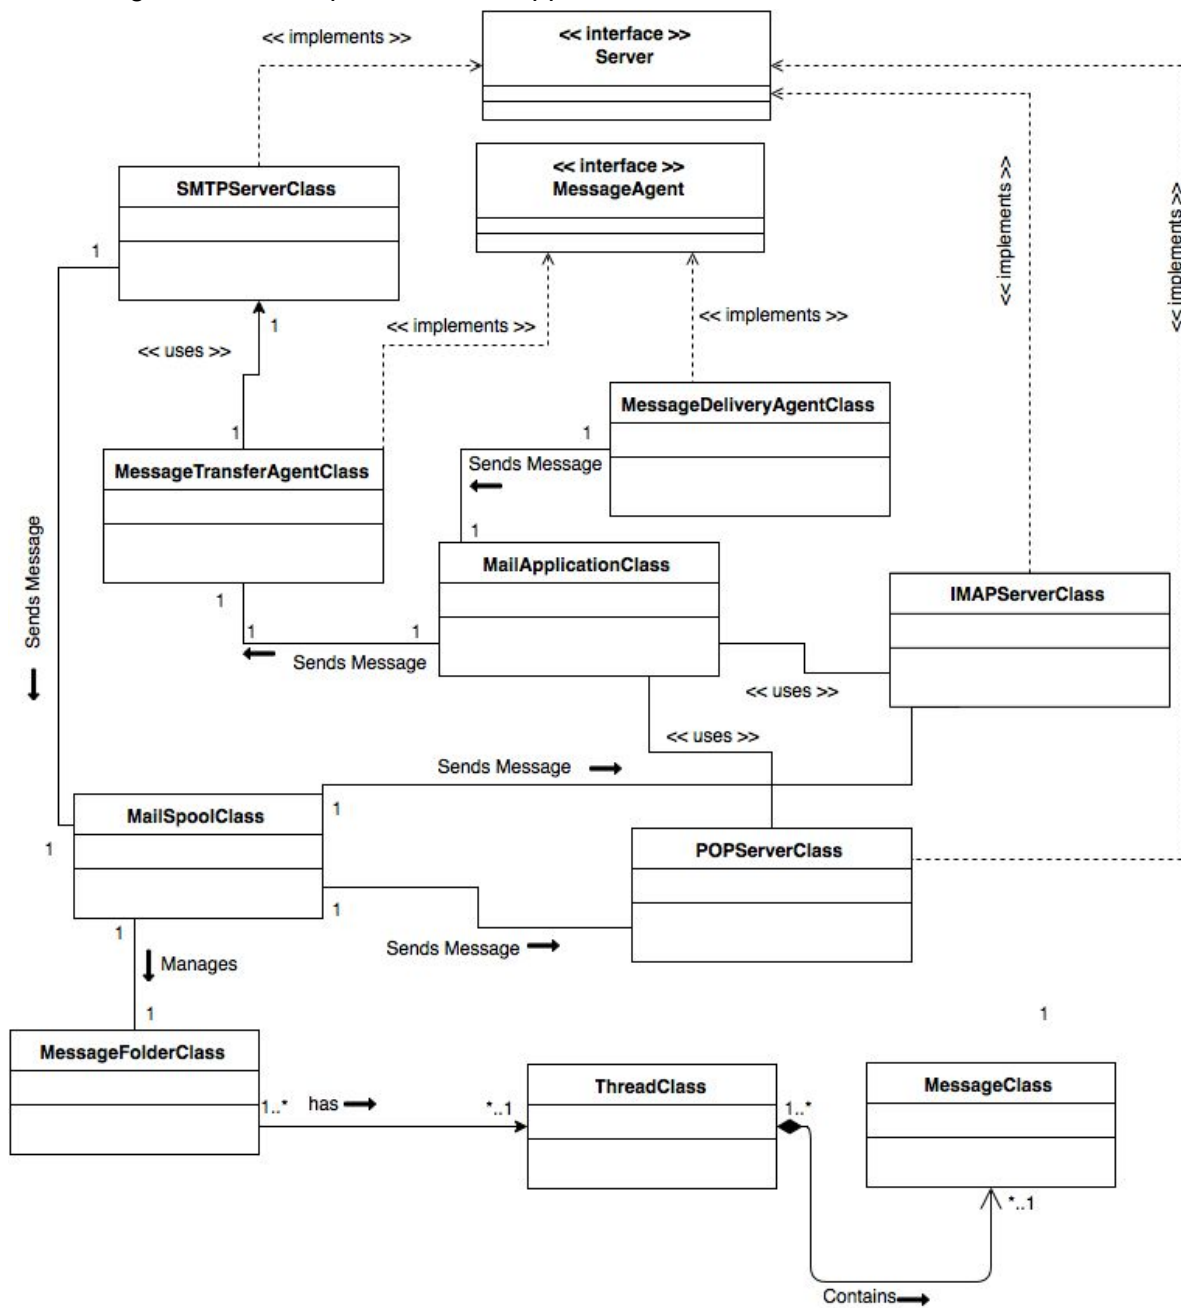 << implements >>
<< interface >>
Server
<< interface >>
MessageAgent
SMTPServerClass
1
<< implements >>
<< implements >>
1
<< uses >>
<< implements >>
<< implements >>
MessageDeliveryAgentClass
1
1
MessageTransferAgentClass
Sends Message
1
MailApplicationClass
IMAPServerClass
Sends Message
1
1
1
Sends Message
<< uses >>
<< uses >>
Sends Message
MailSpoolClass
1
1
POPServerClass
1
Sends Message
1
Manages
1
1
MessageFolderClass
ThreadClass
MessageClass
1..*
has
*..1
1..*
*..1
Contains